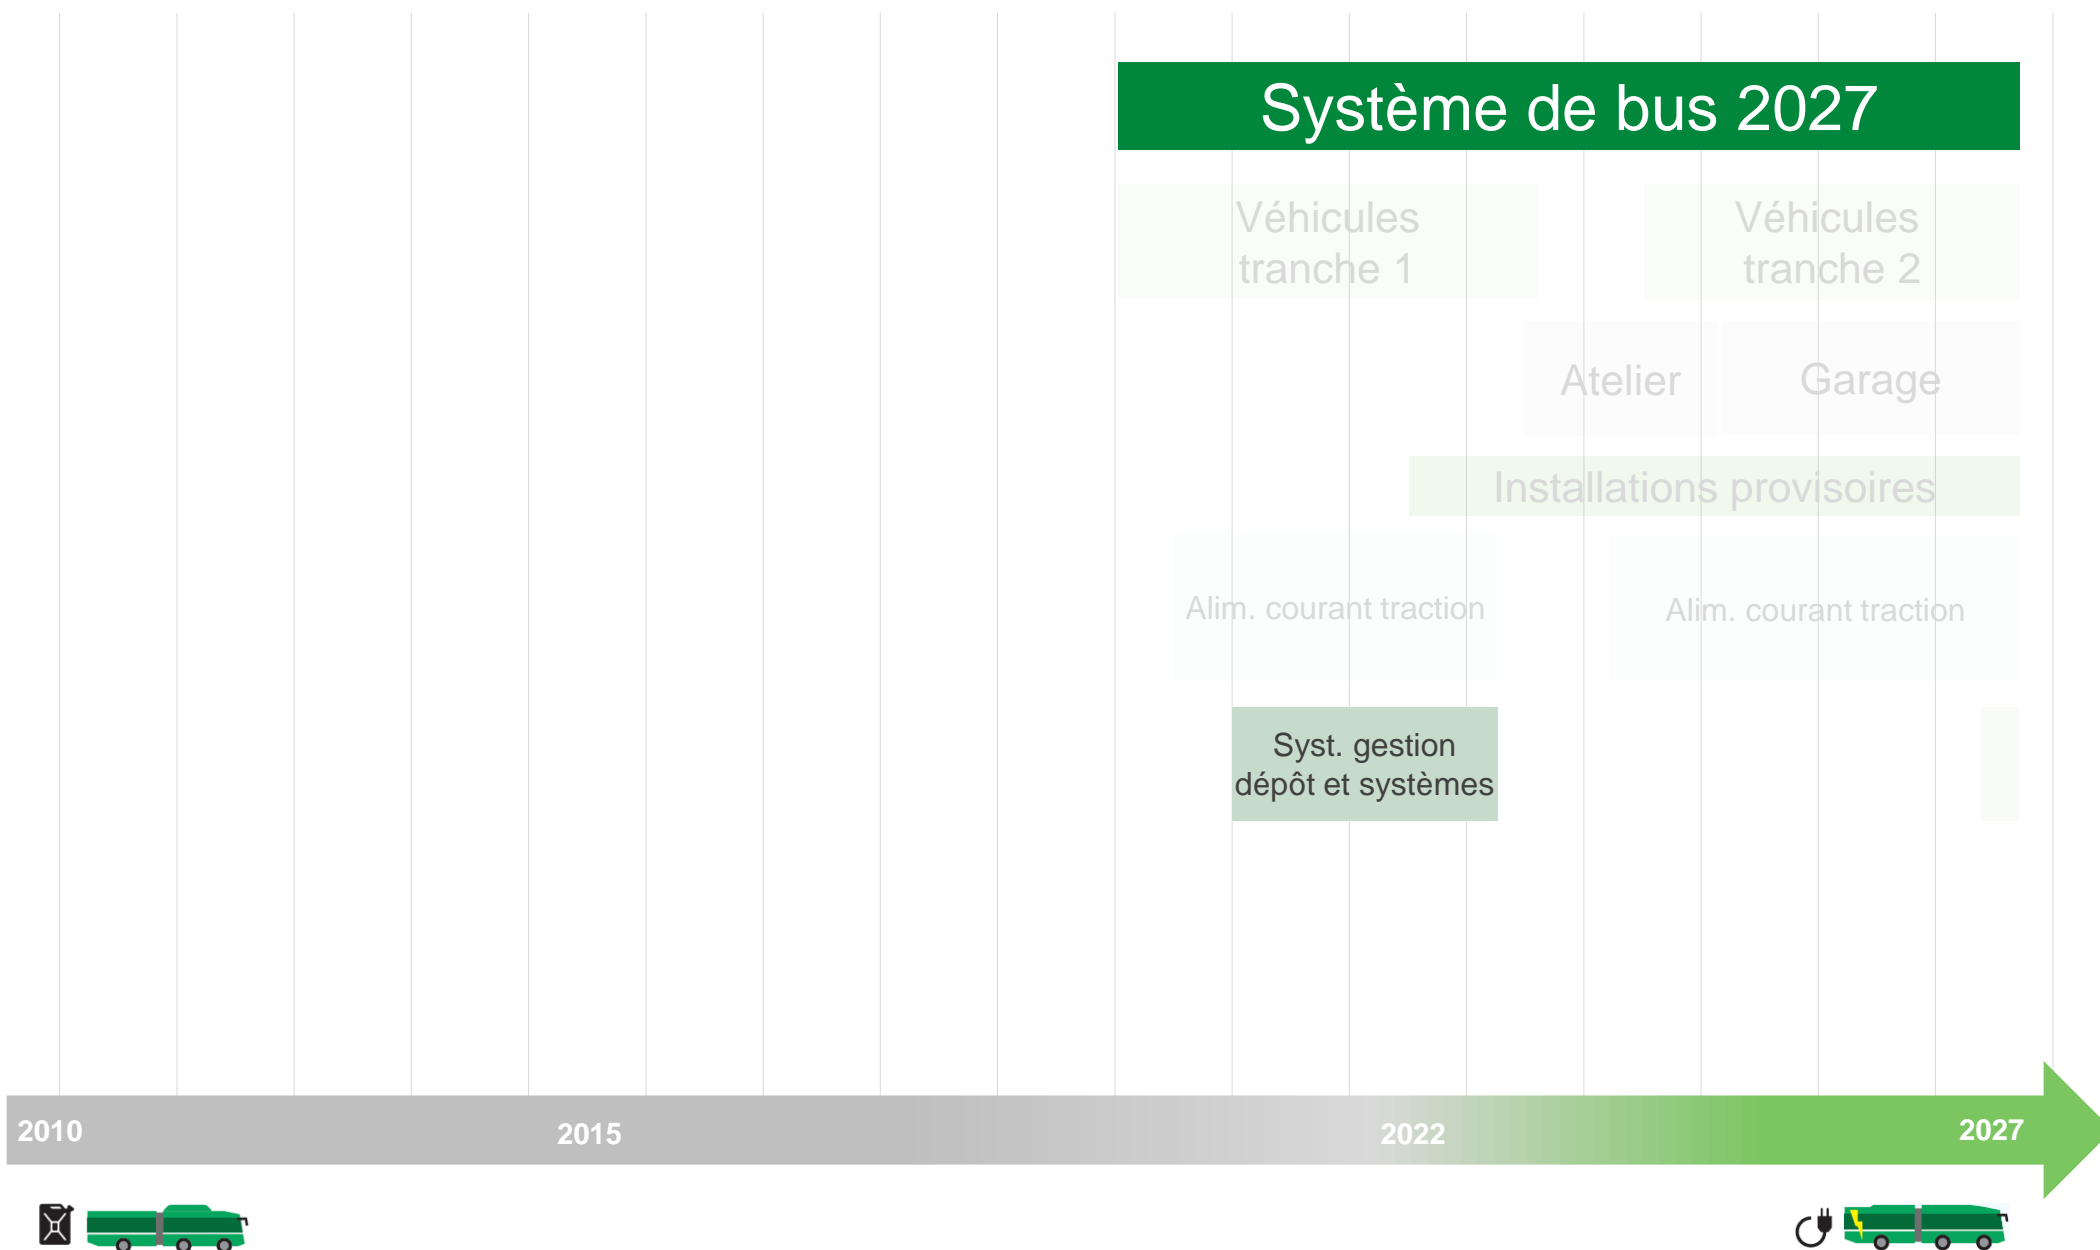 Système de bus 2027
Véhicules
tranche 1
Véhicules
tranche 2
Atelier
Garage
Installations provisoires
Alim. courant traction
Alim. courant traction
Syst. gestion
dépôt et systèmes
2010
2015
2022
2027